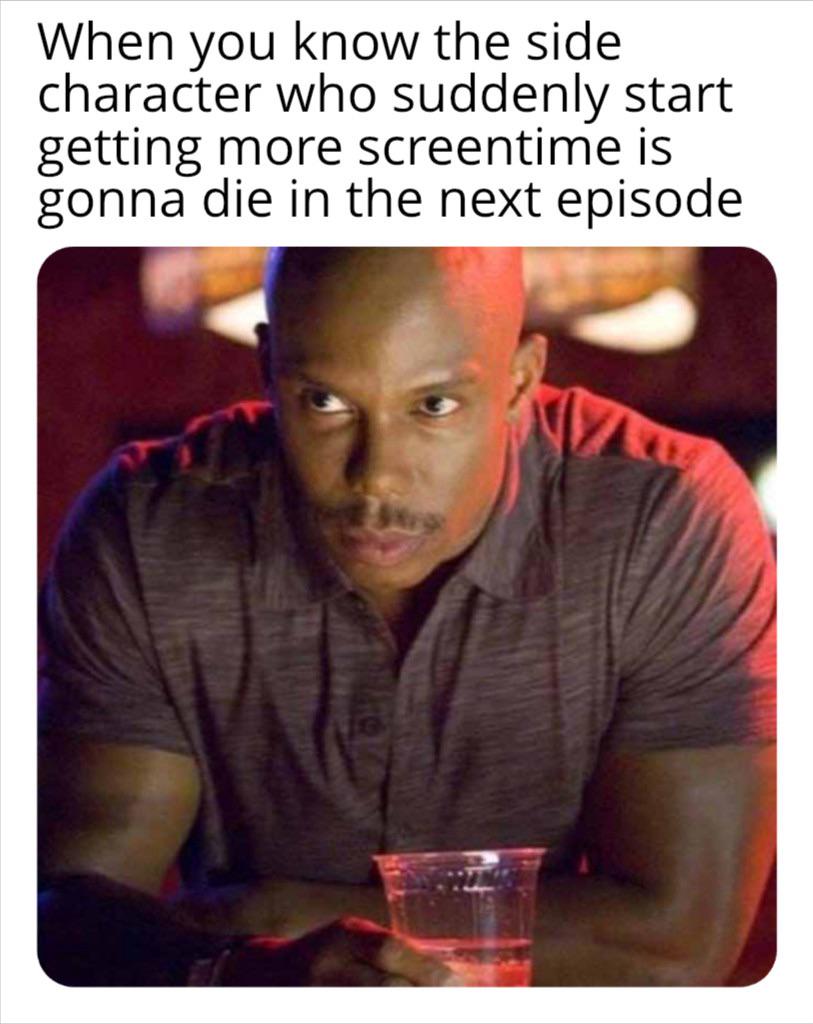 When you know the side
character who suddenly start
getting more screentime is
gonna die in the next episode